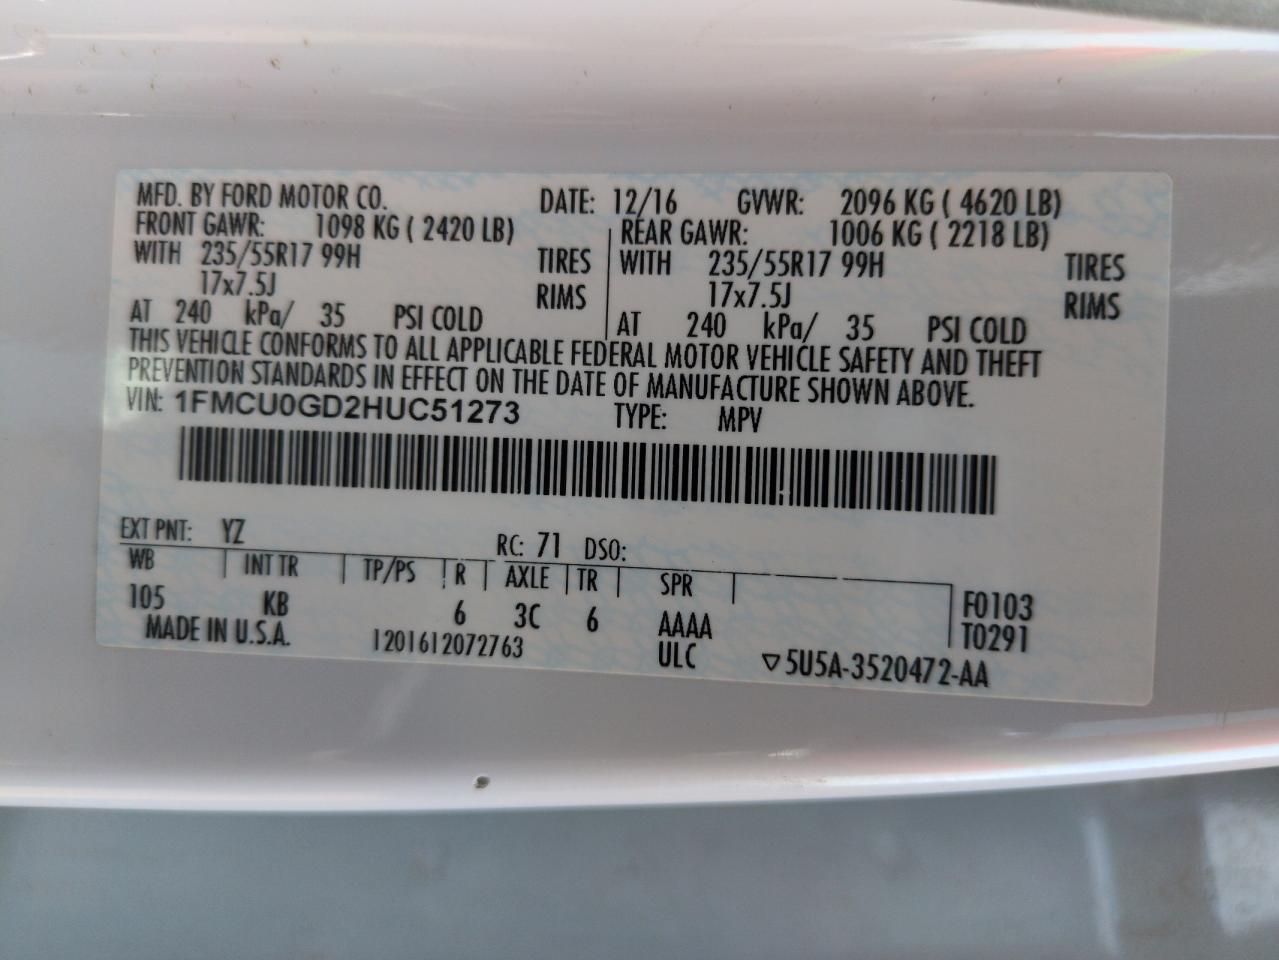 MFD. BY FORD MOTOR CO. DATE: 12/16 GVWR: 2096 KG ( 4620 LB)
FRONT GAWR: 1098 KG ( 2420 LB) REAR GAWR: 1006 KG ( 2218 LB)
WITH 235/55R17 99H TIRES WITH 235/55R17 99H TIRES
17x7.5J RIMS 17x7.5J RIMS
AT 240 kPa/ 35 PSI COLD AT 240 kPa/ 35 PSI COLD
THIS VEHICLE CONFORMS TO ALL APPLICABLE FEDERAL MOTOR VEHICLE SAFETY AND THEFT
PREVENTION STANDARDS IN EFFECT ON THE DATE OF MANUFACTURE SHOWN ABOVE.
VIN: 1FMCU0GD2HUC51273 TYPE: MPV
EXT PNT: YZ RC: 71 DSO:
WB INT TR TP/PS R AXLE TR SPR
105 KB 6 3C 6 AAAA F0103
MADE IN U.S.A. 1201612072763 ULC T0291
▽5U5A-3520472-AA